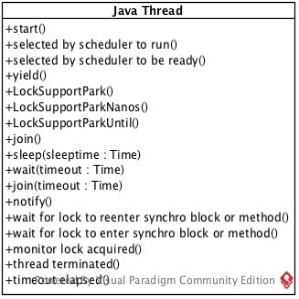 Java Thread
+start()
+selected by scheduler to run()
+selected by scheduler to be ready()
+yield()
+LockSupportPark()
+LockSupportParkNanos()
+LockSupportParkUntil()
+join()
+sleep(sleeptime : Time)
+wait(timeout : Time)
+join(timeout : Time)
+notify()
+wait for lock to reenter synchro block or method()
+wait for lock to enter synchro block or method()
+monitor lock acquired()
+thread terminated()
+timeout elapsed()
Visual Paradigm Community Edition